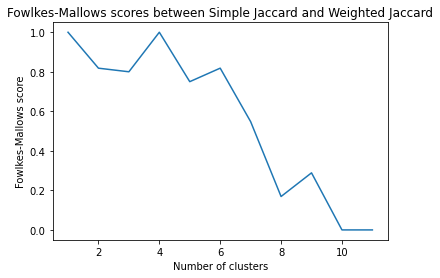 Fowlkes-Mallows scores between Simple Jaccard and Weighted Jaccard
1.0
0.8
0.6
0.4
0.2
0.0
Fowlkes-Mallows score
2 4 6 8 10
Number of clusters